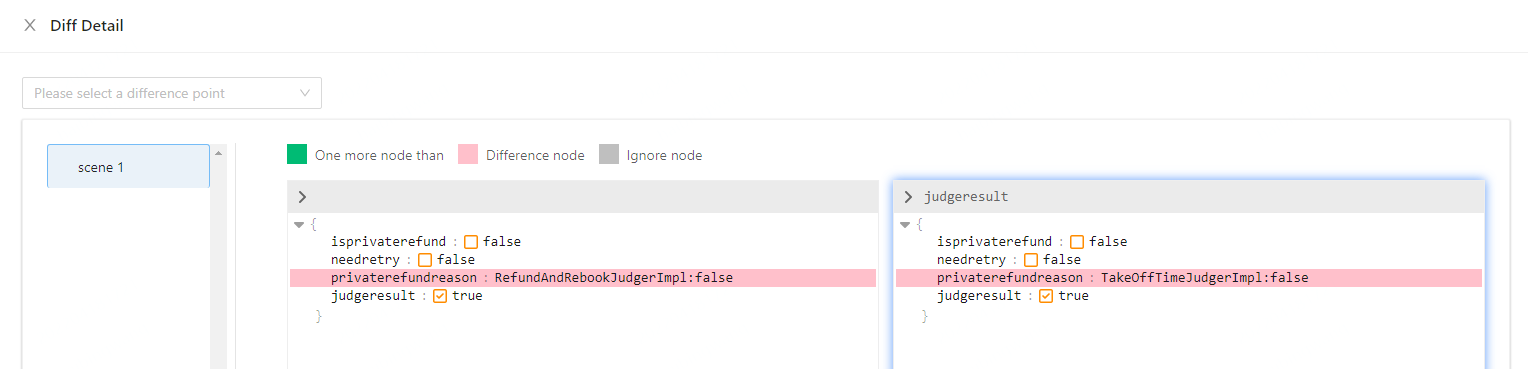 Diff Detail
Please select a difference point
scene 1
One more node than Difference node Ignore node
{
isprivaterefund : false
needretry : false
privaterefundreason : RefundAndRebookJudgerImpl:false
judgeresult : true
}
judgeresult
{
isprivaterefund : false
needretry : false
privaterefundreason : TakeOffTimeJudgerImpl:false
judgeresult : true
}